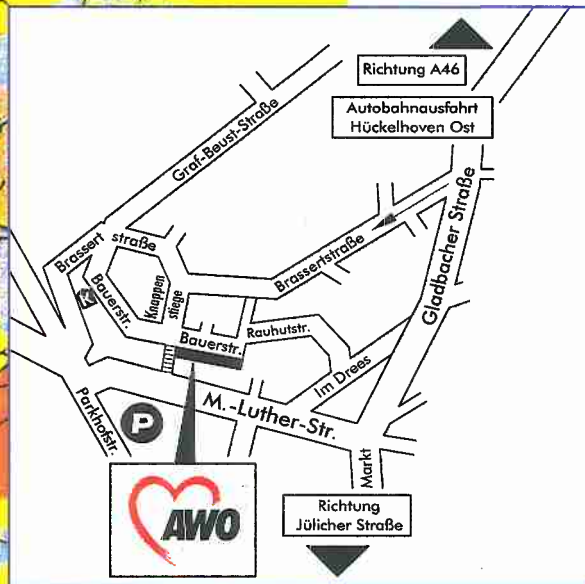 Richtung A46
Autobahnausfahrt
Hückelhoven Ost
Graf-Beust-Straße
Gladbacher Straße
Brassert straße
Brassertstraße
Knappen
stiege
Bauerstr.
K
Bauerstr.
Rauhutstr.
Im Drees
M.-Luther-Str.
Parkhofstr.
P
Markt
AWO
Richtung
Jülicher Straße